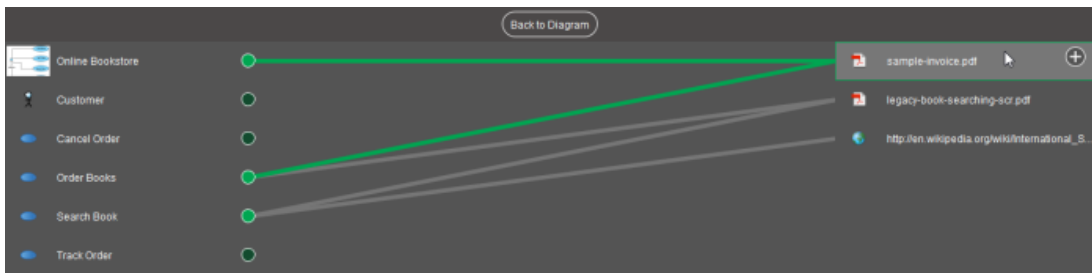 Back to Diagram
Online Bookstore
sample-invoice.pdf
Customer
legacy-book-searching-scr.pdf
Cancel Order
http://en.wikipedia.org/wiki/International_S...
Order Books
Search Book
Track Order